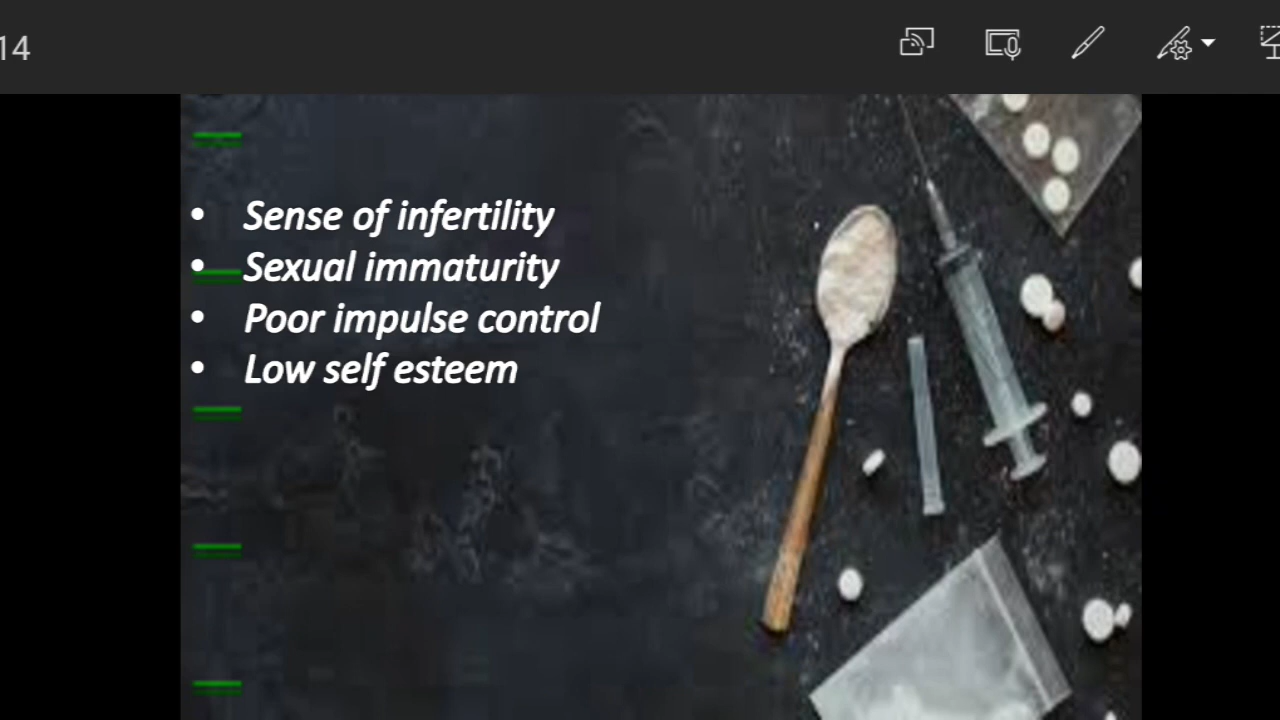 14
• Sense of infertility
• Sexual immaturity
• Poor impulse control
• Low self esteem